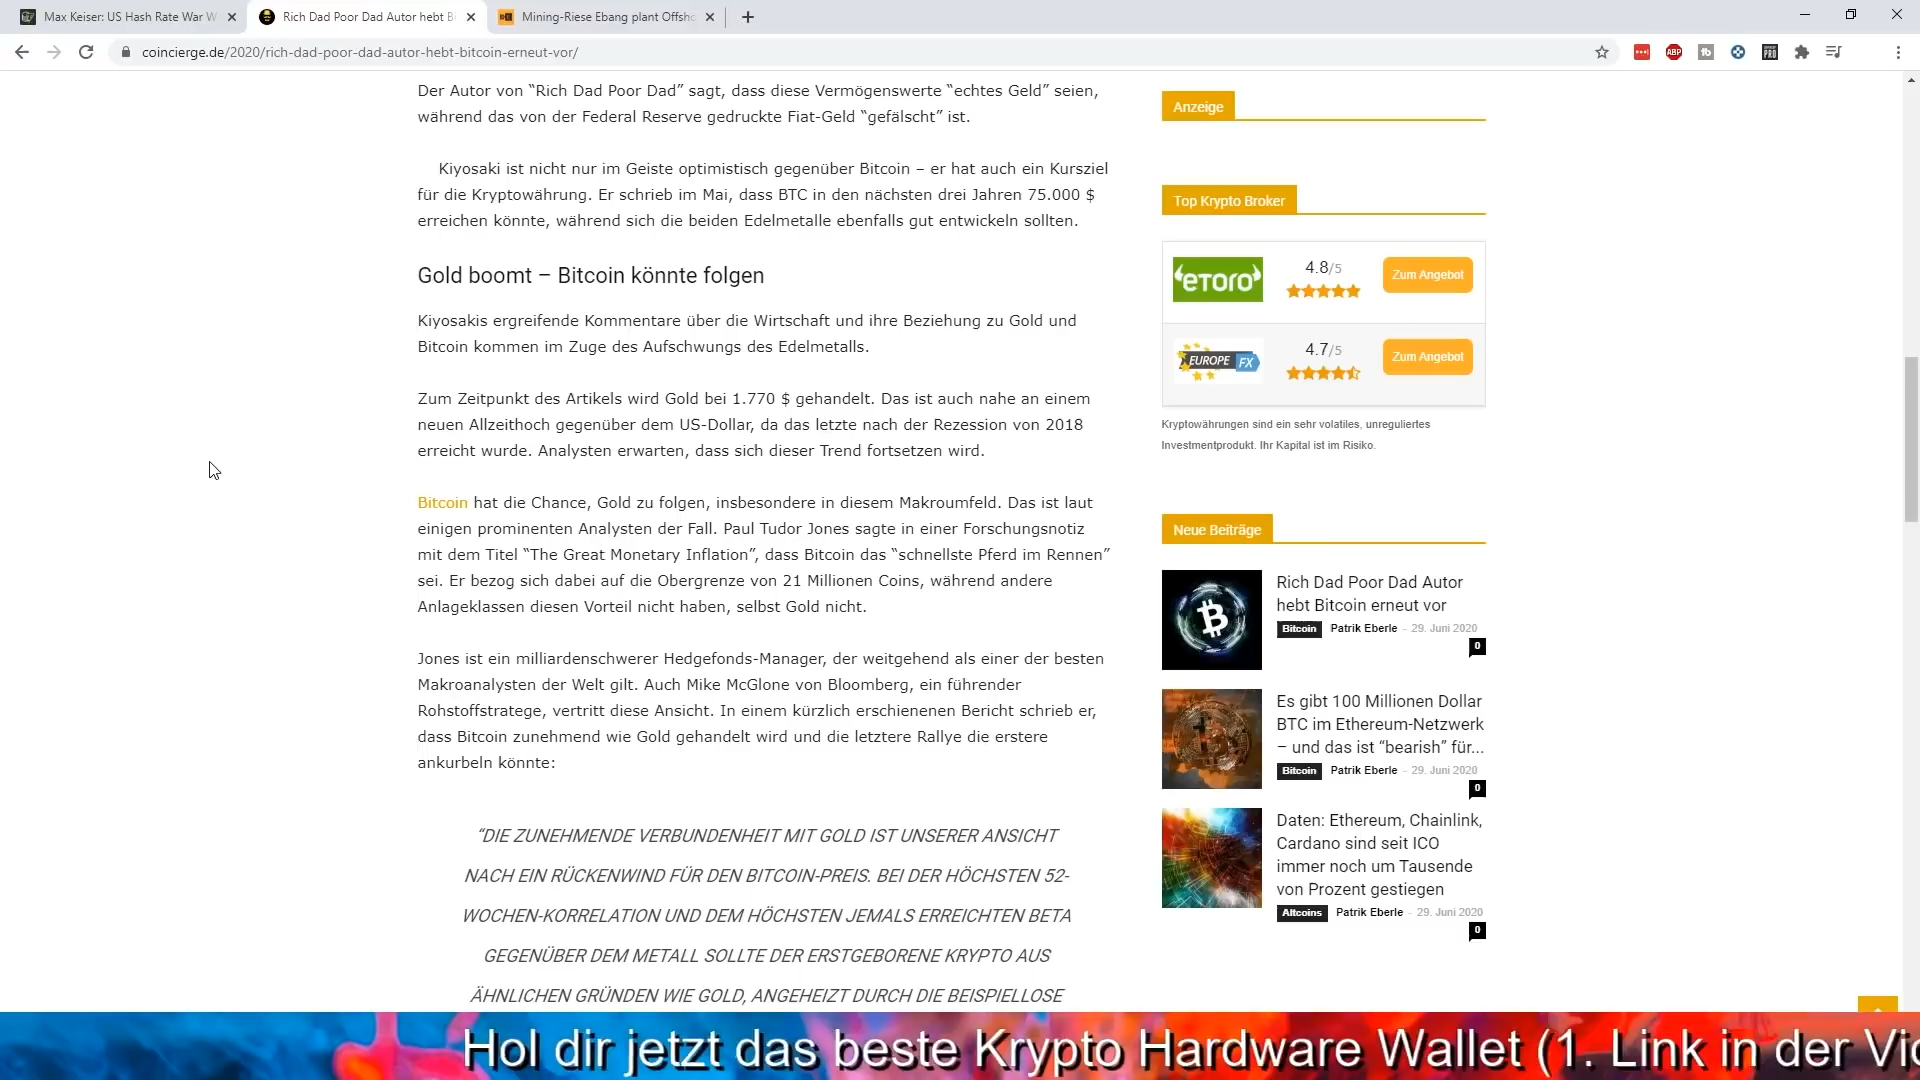 Max Keiser: US Hash Rate War W
Rich Dad Poor Dad Autor hebt Bi
Mining-Riese Ebang plant Offsho
coincierge.de/2020/rich-dad-poor-dad-autor-hebt-bitcoin-erneut-vor/
ABP
PRO
Der Autor von “Rich Dad Poor Dad” sagt, dass diese Vermögenswerte “echtes Geld” seien,
während das von der Federal Reserve gedruckte Fiat-Geld “gefälscht” ist.
Kiyosaki ist nicht nur im Geiste optimistisch gegenüber Bitcoin – er hat auch ein Kursziel
für die Kryptowährung. Er schrieb im Mai, dass BTC in den nächsten drei Jahren 75.000 $
erreichen könnte, während sich die beiden Edelmetalle ebenfalls gut entwickeln sollten.
Gold boomt – Bitcoin könnte folgen
Kiyosakis ergreifende Kommentare über die Wirtschaft und ihre Beziehung zu Gold und
Bitcoin kommen im Zuge des Aufschwungs des Edelmetalls.
Zum Zeitpunkt des Artikels wird Gold bei 1.770 $ gehandelt. Das ist auch nahe an einem
neuen Allzeithoch gegenüber dem US-Dollar, da das letzte nach der Rezession von 2018
erreicht wurde. Analysten erwarten, dass sich dieser Trend fortsetzen wird.
Bitcoin hat die Chance, Gold zu folgen, insbesondere in diesem Makroumfeld. Das ist laut
einigen prominenten Analysten der Fall. Paul Tudor Jones sagte in einer Forschungsnotiz
mit dem Titel “The Great Monetary Inflation”, dass Bitcoin das “schnellste Pferd im Rennen”
sei. Er bezog sich dabei auf die Obergrenze von 21 Millionen Coins, während andere
Anlageklassen diesen Vorteil nicht haben, selbst Gold nicht.
Jones ist ein milliardenschwerer Hedgefonds-Manager, der weitgehend als einer der besten
Makroanalysten der Welt gilt. Auch Mike McGlone von Bloomberg, ein führender
Rohstoffstratege, vertritt diese Ansicht. In einem kürzlich erschienenen Bericht schrieb er,
dass Bitcoin zunehmend wie Gold gehandelt wird und die letztere Rallye die erstere
ankurbeln könnte:
“DIE ZUNEHMENDE VERBUNDENHEIT MIT GOLD IST UNSERER ANSICHT
NACH EIN RÜCKENWIND FÜR DEN BITCOIN-PREIS. BEI DER HÖCHSTEN 52-
WOCHEN-KORRELATION UND DEM HÖCHSTEN JEMALS ERREICHTEN BETA
GEGENÜBER DEM METALL SOLLTE DER ERSTGEBORENE KRYPTO AUS
ÄHNLICHEN GRÜNDEN WIE GOLD, ANGEHEIZT DURCH DIE BEISPIELLOSE
Anzeige
Top Krypto Broker
eToro
4.8/5
Zum Angebot
EUROPE FX
4.7/5
Zum Angebot
Kryptowährungen sind ein sehr volatiles, unreguliertes
Investmentprodukt. Ihr Kapital ist im Risiko.
Neue Beiträge
Rich Dad Poor Dad Autor
hebt Bitcoin erneut vor
Bitcoin Patrik Eberle - 29. Juni 2020
0
Es gibt 100 Millionen Dollar
BTC im Ethereum-Netzwerk
– und das ist “bearish” für...
Bitcoin Patrik Eberle - 29. Juni 2020
0
Daten: Ethereum, Chainlink,
Cardano sind seit ICO
immer noch um Tausende
von Prozent gestiegen
Altcoins Patrik Eberle - 29. Juni 2020
0
Hol dir jetzt das beste Krypto Hardware Wallet (1. Link in der Vi